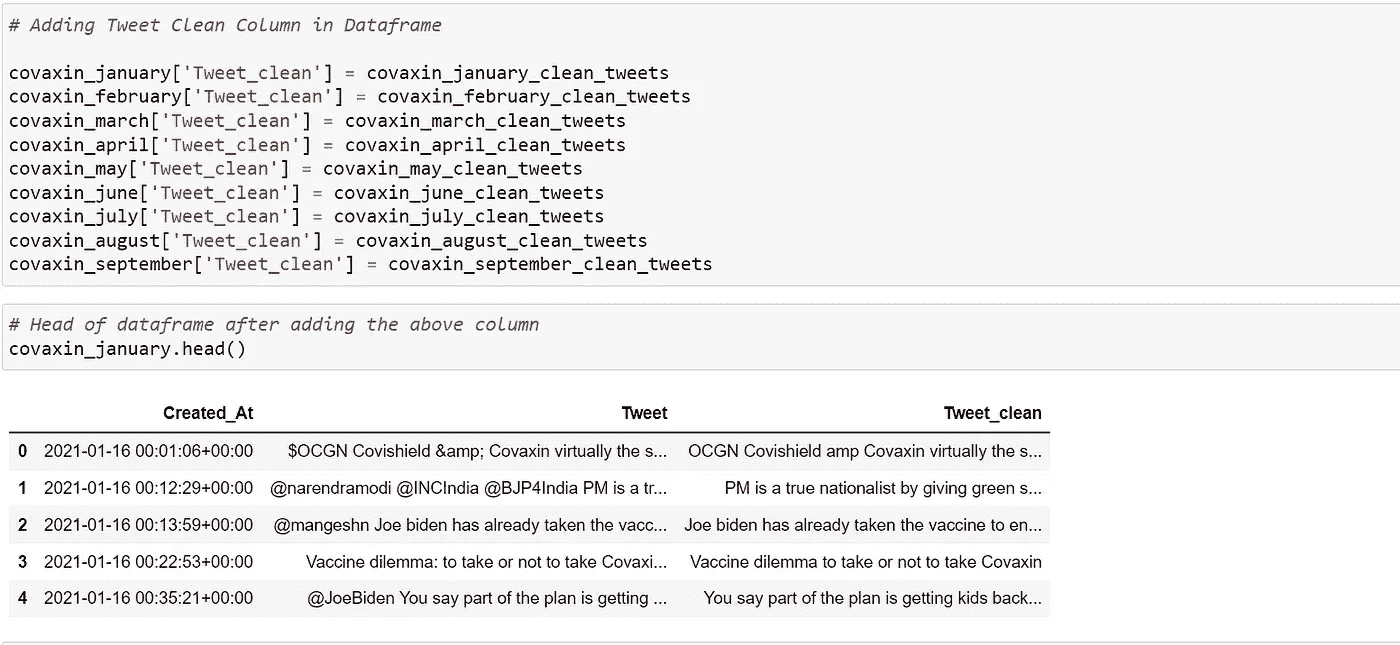 # Adding Tweet Clean Column in Dataframe
covaxin_january['Tweet_clean'] = covaxin_january_clean_tweets
covaxin_february['Tweet_clean'] = covaxin_february_clean_tweets
covaxin_march['Tweet_clean'] = covaxin_march_clean_tweets
covaxin_april['Tweet_clean'] = covaxin_april_clean_tweets
covaxin_may['Tweet_clean'] = covaxin_may_clean_tweets
covaxin_june['Tweet_clean'] = covaxin_june_clean_tweets
covaxin_july['Tweet_clean'] = covaxin_july_clean_tweets
covaxin_august['Tweet_clean'] = covaxin_august_clean_tweets
covaxin_september['Tweet_clean'] = covaxin_september_clean_tweets
# Head of dataframe after adding the above column
covaxin_january.head()
Created_At Tweet Tweet_clean
0 2021-01-16 00:01:06+00:00 $OCGN Covishield &amp; Covaxin virtually the s... OCGN Covishield amp Covaxin virtually the s...
1 2021-01-16 00:12:29+00:00 @narendramodi @INCIndia @BJP4India PM is a tr... PM is a true nationalist by giving green s...
2 2021-01-16 00:13:59+00:00 @mangeshn Joe biden has already taken the vacc... Joe biden has already taken the vaccine to en...
3 2021-01-16 00:22:53+00:00 Vaccine dilemma: to take or not to take Covaxi... Vaccine dilemma to take or not to take Covaxin
4 2021-01-16 00:35:21+00:00 @JoeBiden You say part of the plan is getting ... You say part of the plan is getting kids back...